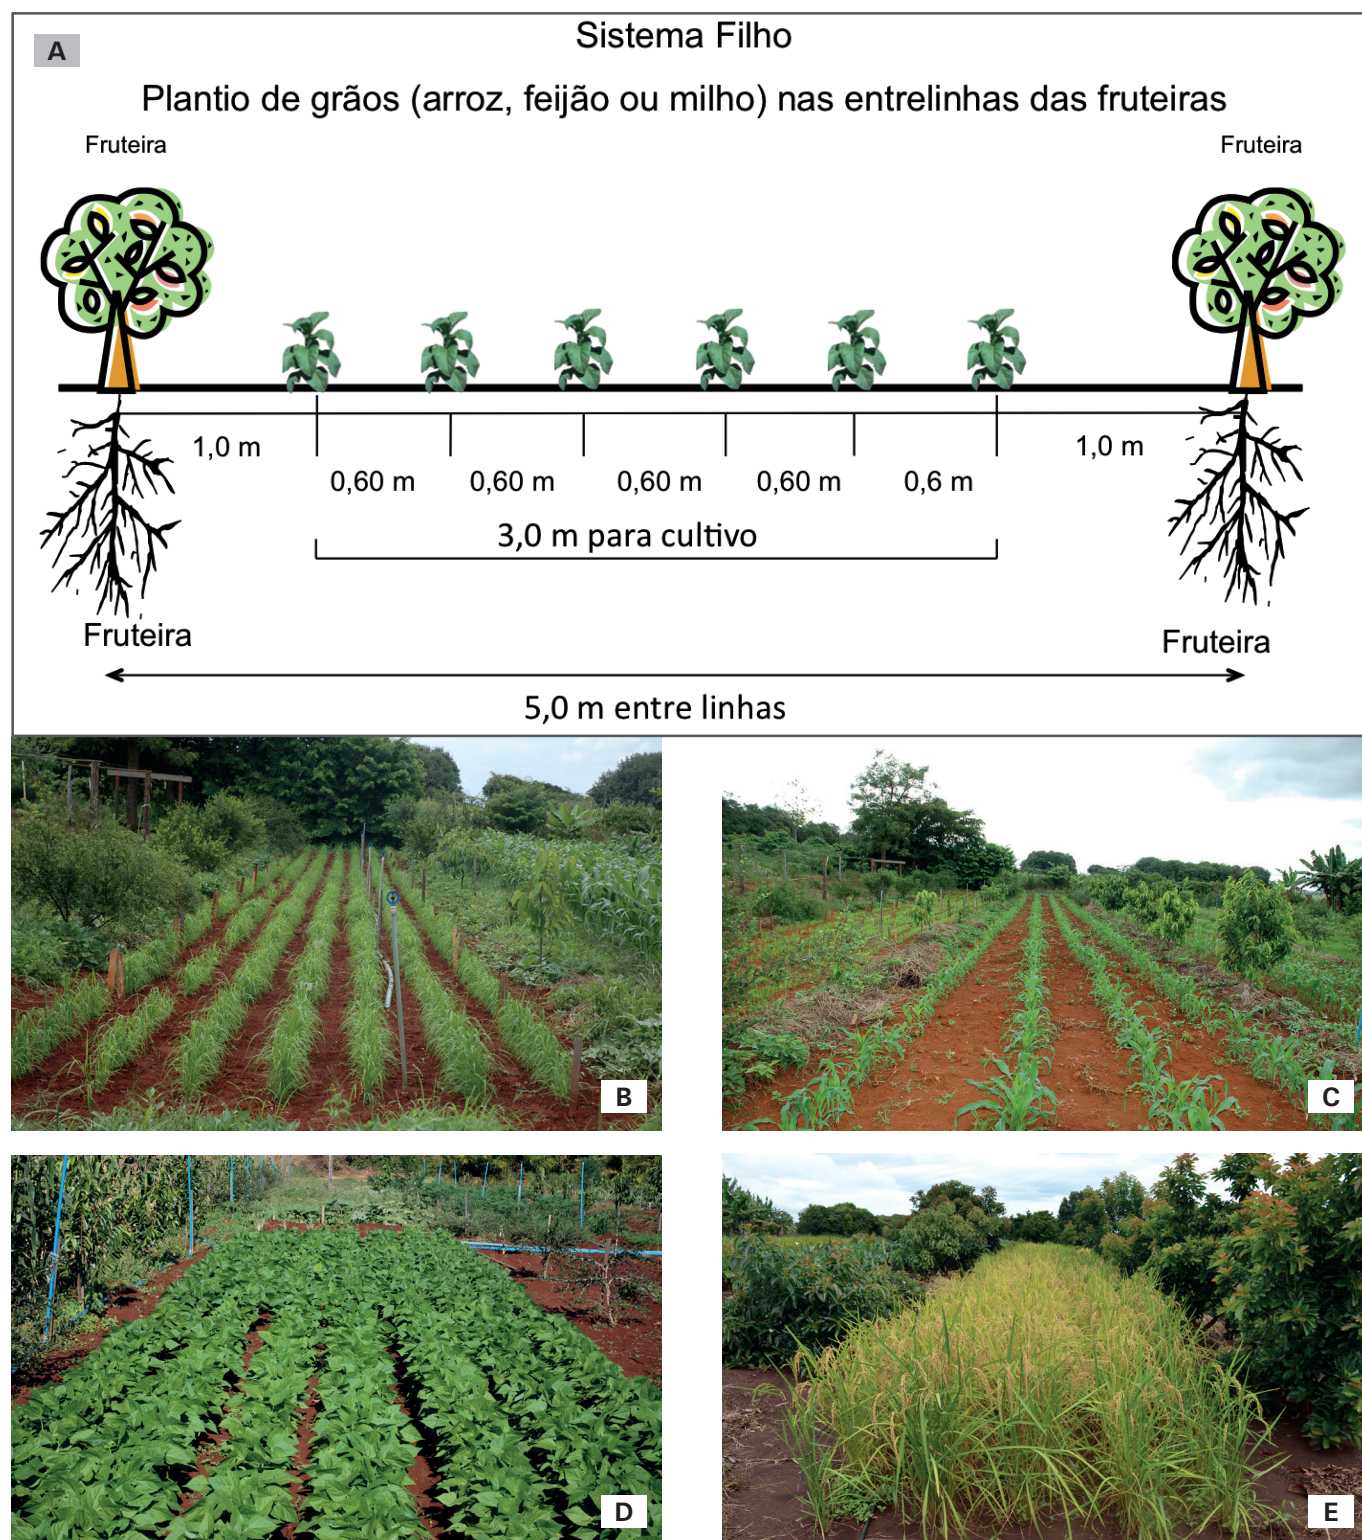 A
Sistema Filho
Plantio de grãos (arroz, feijão ou milho) nas entrelinhas das fruteiras
Fruteira
Fruteira
1,0 m
1,0 m
0,60 m
0,60 m
0,60 m
0,60 m
0,6 m
3,0 m para cultivo
Fruteira
Fruteira
5,0 m entre linhas
B
C
D
E